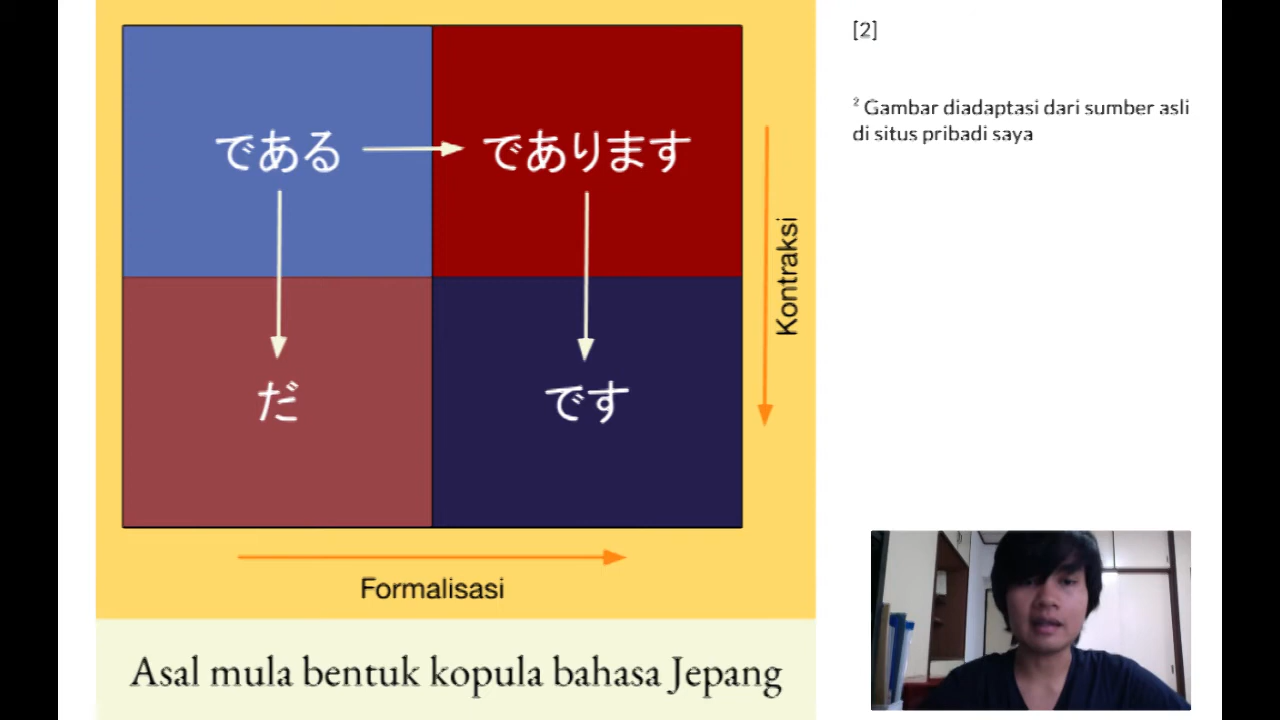 [2]
² Gambar diadaptasi dari sumber asli
di situs pribadi saya
である
であります
だ
です
Kontraksi
Formalisasi
Asal mula bentuk kopula bahasa Jepang